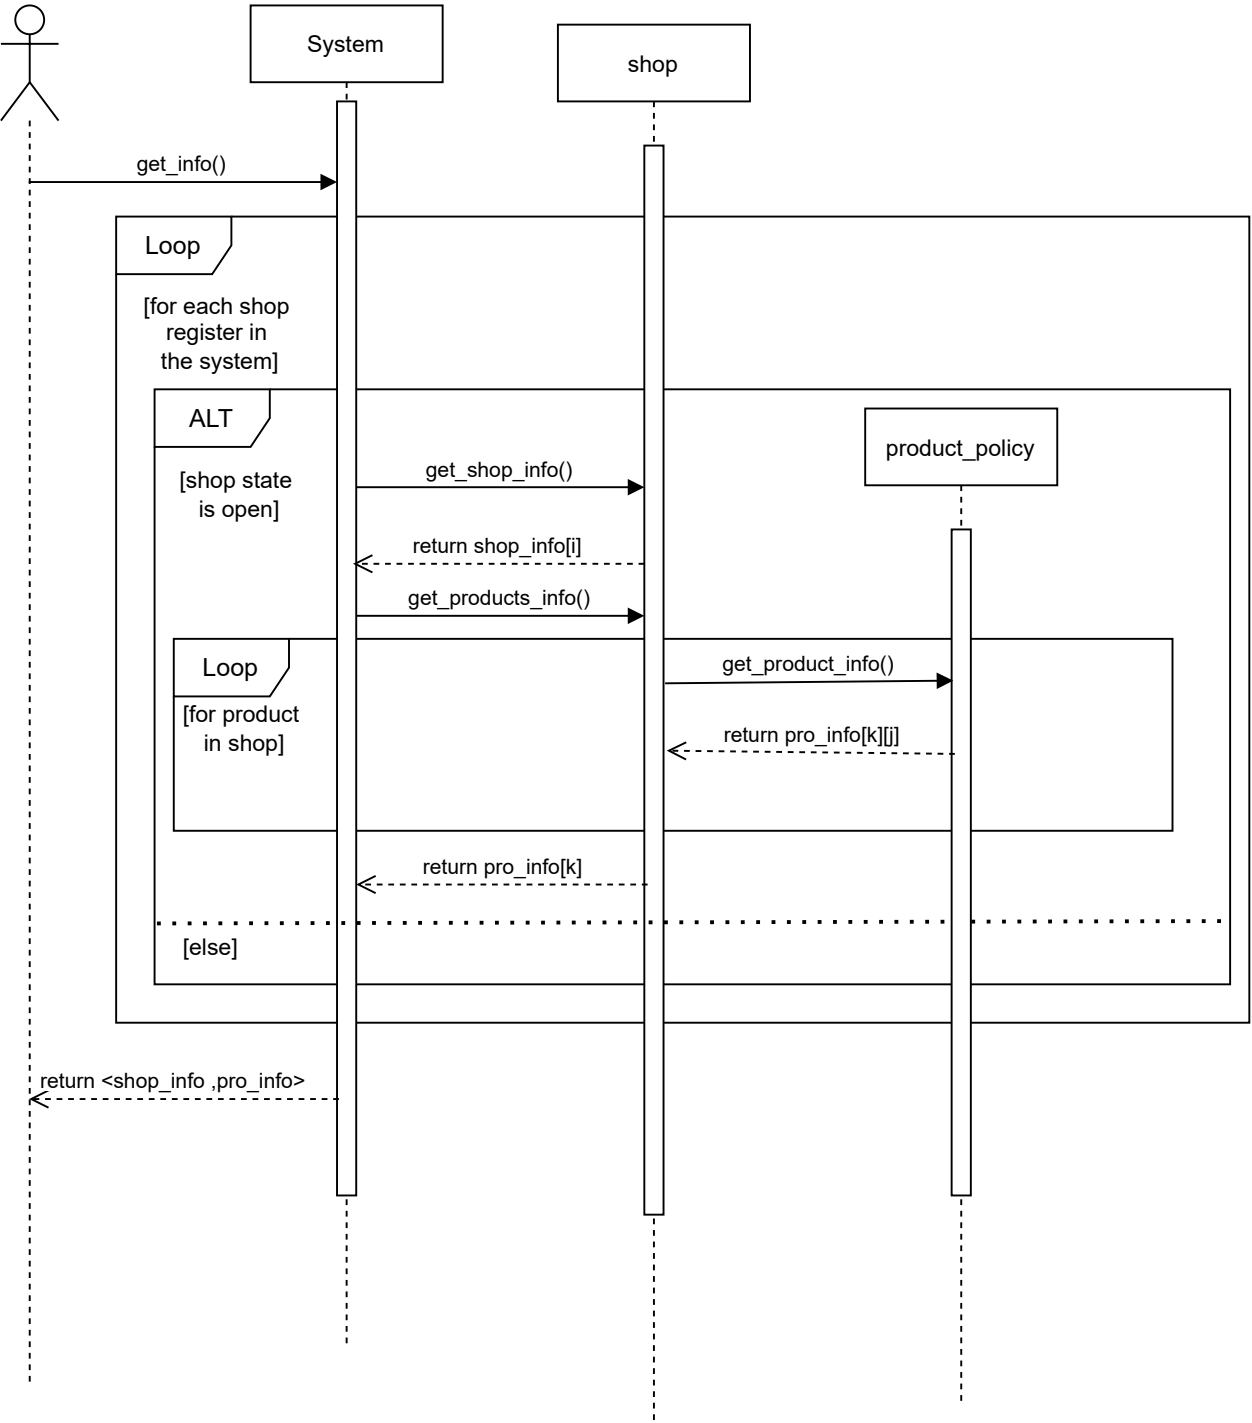 System
shop
get_info()
Loop
[for each shop
register in
the system]
ALT
product_policy
[shop state
is open]
get_shop_info()
return shop_info[i]
get_products_info()
Loop
[for product
in shop]
get_product_info()
return pro_info[k][j]
return pro_info[k]
[else]
return <shop_info ,pro_info>